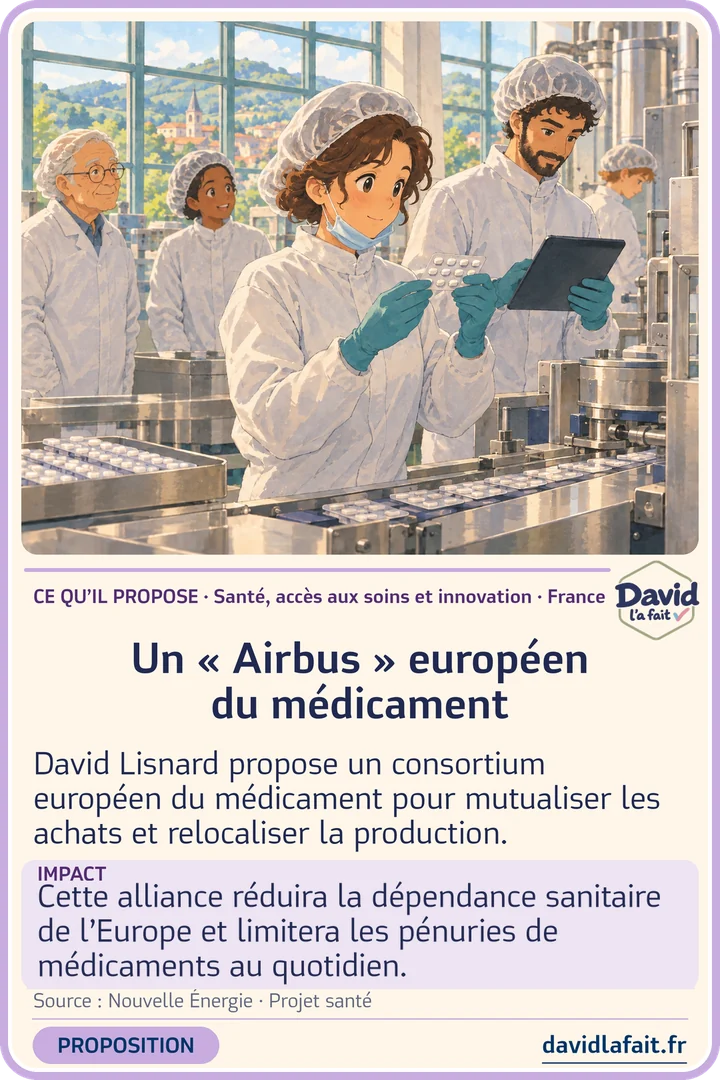 CE QU'IL PROPOSE · Santé, accès aux soins et innovation · France
David
l'a fait
Un « Airbus » européen
du médicament
David Lisnard propose un consortium
européen du médicament pour mutualiser les
achats et relocaliser la production.
IMPACT
Cette alliance réduira la dépendance sanitaire
de l'Europe et limitera les pénuries de
médicaments au quotidien.
Source : Nouvelle Énergie · Projet santé
PROPOSITION
davidlafait.fr